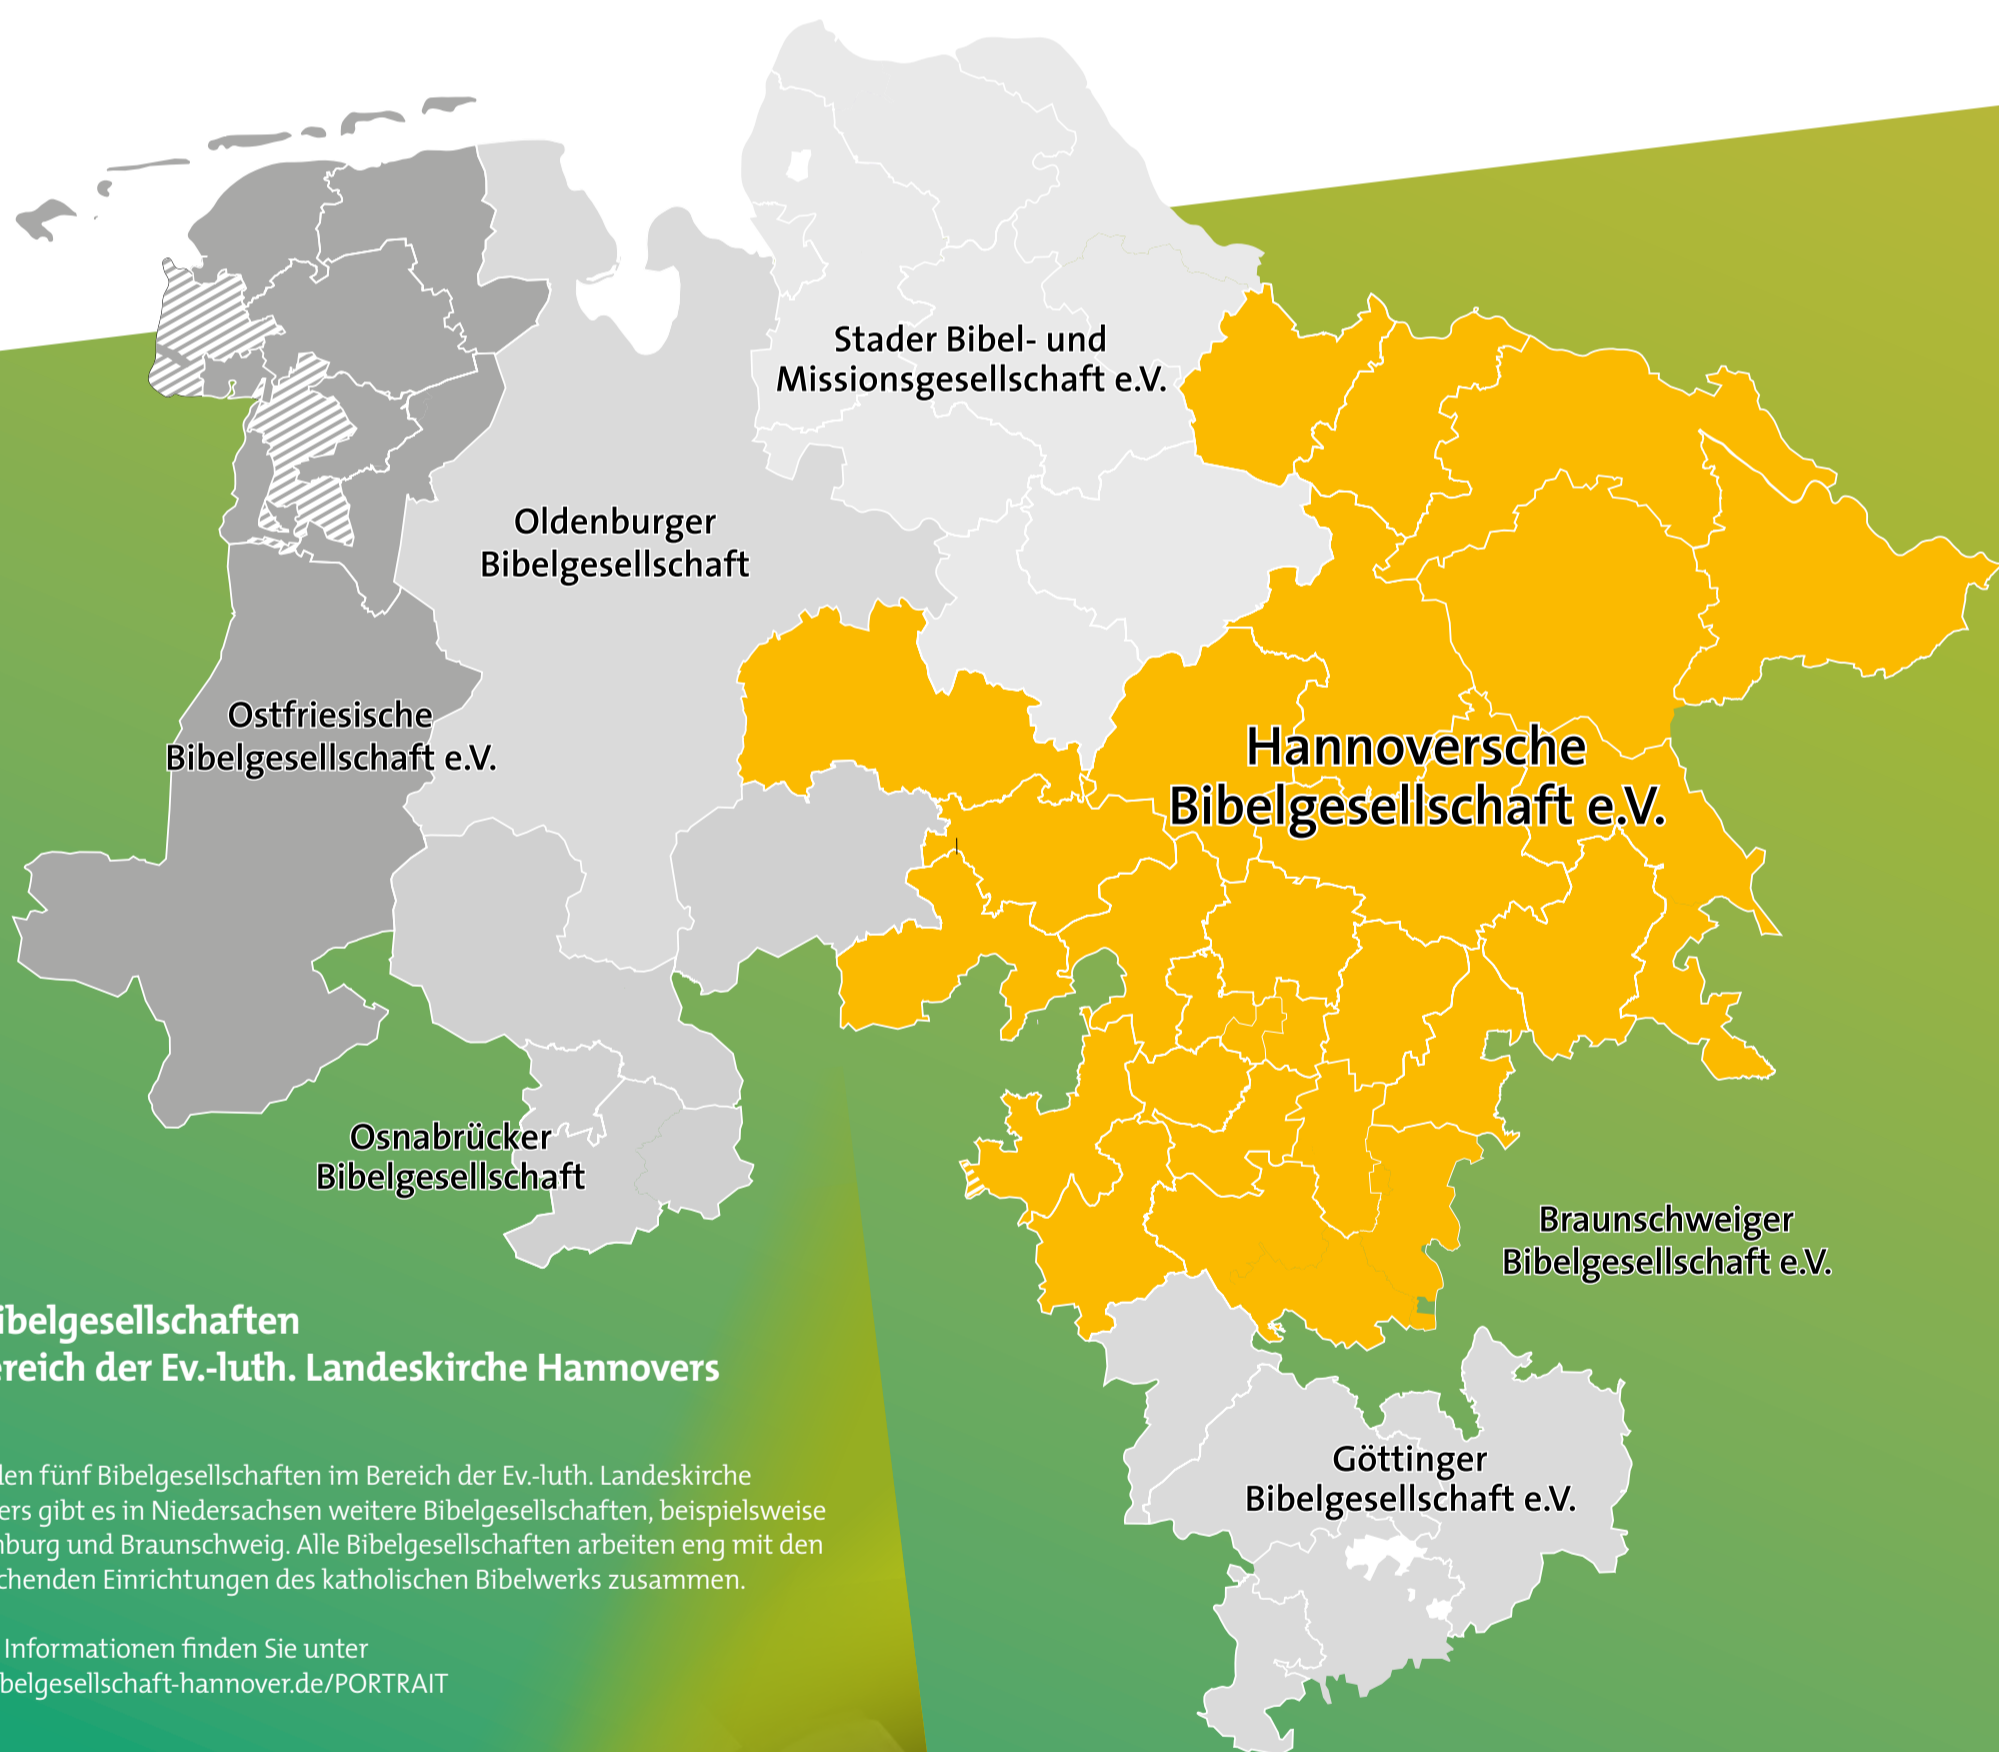 Stader Bibel- und
Missionsgesellschaft e.V.
Oldenburger
Bibelgesellschaft
Ostfriesische
Bibelgesellschaft e.V.
Hannoversche
Bibelgesellschaft e.V.
Osnabrücker
Bibelgesellschaft
Braunschweiger
Bibelgesellschaft e.V.
Göttinger
Bibelgesellschaft e.V.
ibelgesellschaften
ereich der Ev.-luth. Landeskirche Hannovers
len fünf Bibelgesellschaften im Bereich der Ev.-luth. Landeskirche
ers gibt es in Niedersachsen weitere Bibelgesellschaften, beispielsweise
nburg und Braunschweig. Alle Bibelgesellschaften arbeiten eng mit den
chenden Einrichtungen des katholischen Bibelwerks zusammen.
Informationen finden Sie unter
belgesellschaft-hannover.de/PORTRAIT